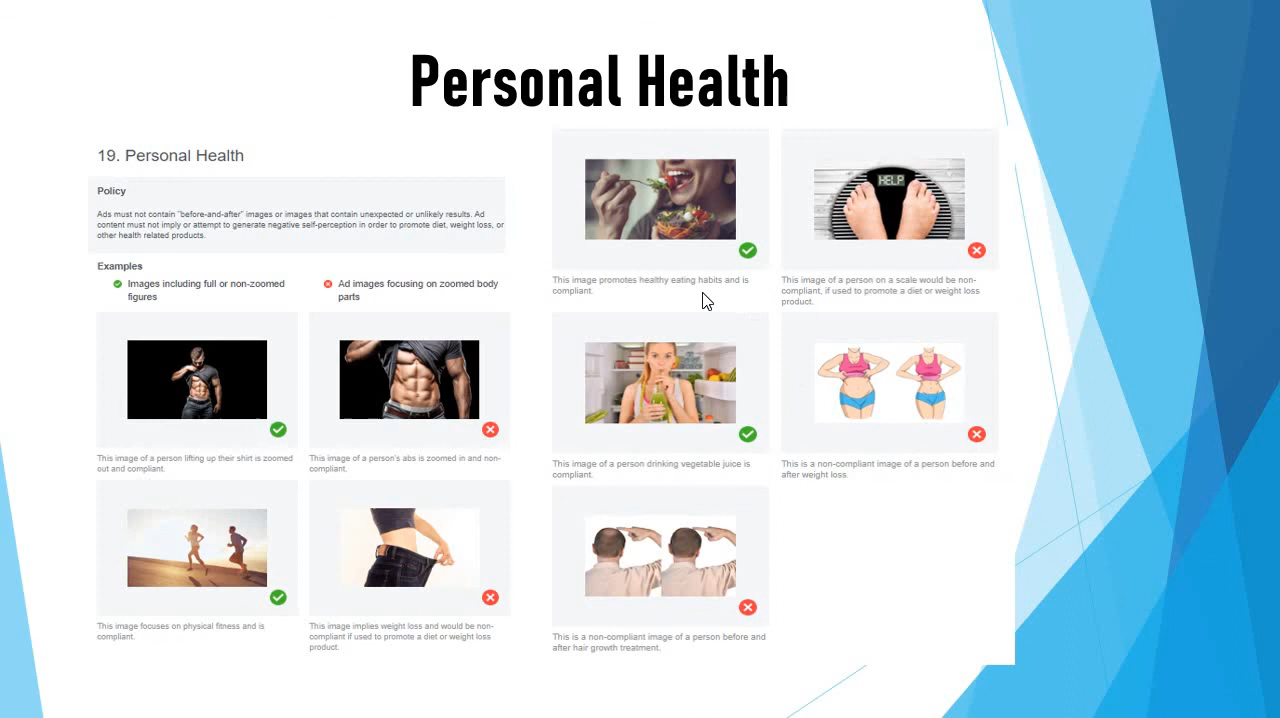 Personal Health
19. Personal Health
Policy
Ads must not contain "before-and-after" images or images that contain unexpected or unlikely results. Ad
content must not imply or attempt to generate negative self-perception in order to promote diet, weight loss, or
other health related products.
Examples
Images including full or non-zoomed
figures
Ad images focusing on zoomed body
parts
This image of a person lifting up their shirt is zoomed
out and compliant.
This image of a person's abs is zoomed in and non-
compliant.
This image focuses on physical fitness and is
compliant.
This image implies weight loss and would be non-
compliant if used to promote a diet or weight loss
product.
HELP
This image promotes healthy eating habits and is
compliant.
This image of a person on a scale would be non-
compliant, if used to promote a diet or weight loss
product.
This image of a person drinking vegetable juice is
compliant.
This is a non-compliant image of a person before and
after weight loss.
This is a non-compliant image of a person before and
after hair growth treatment.